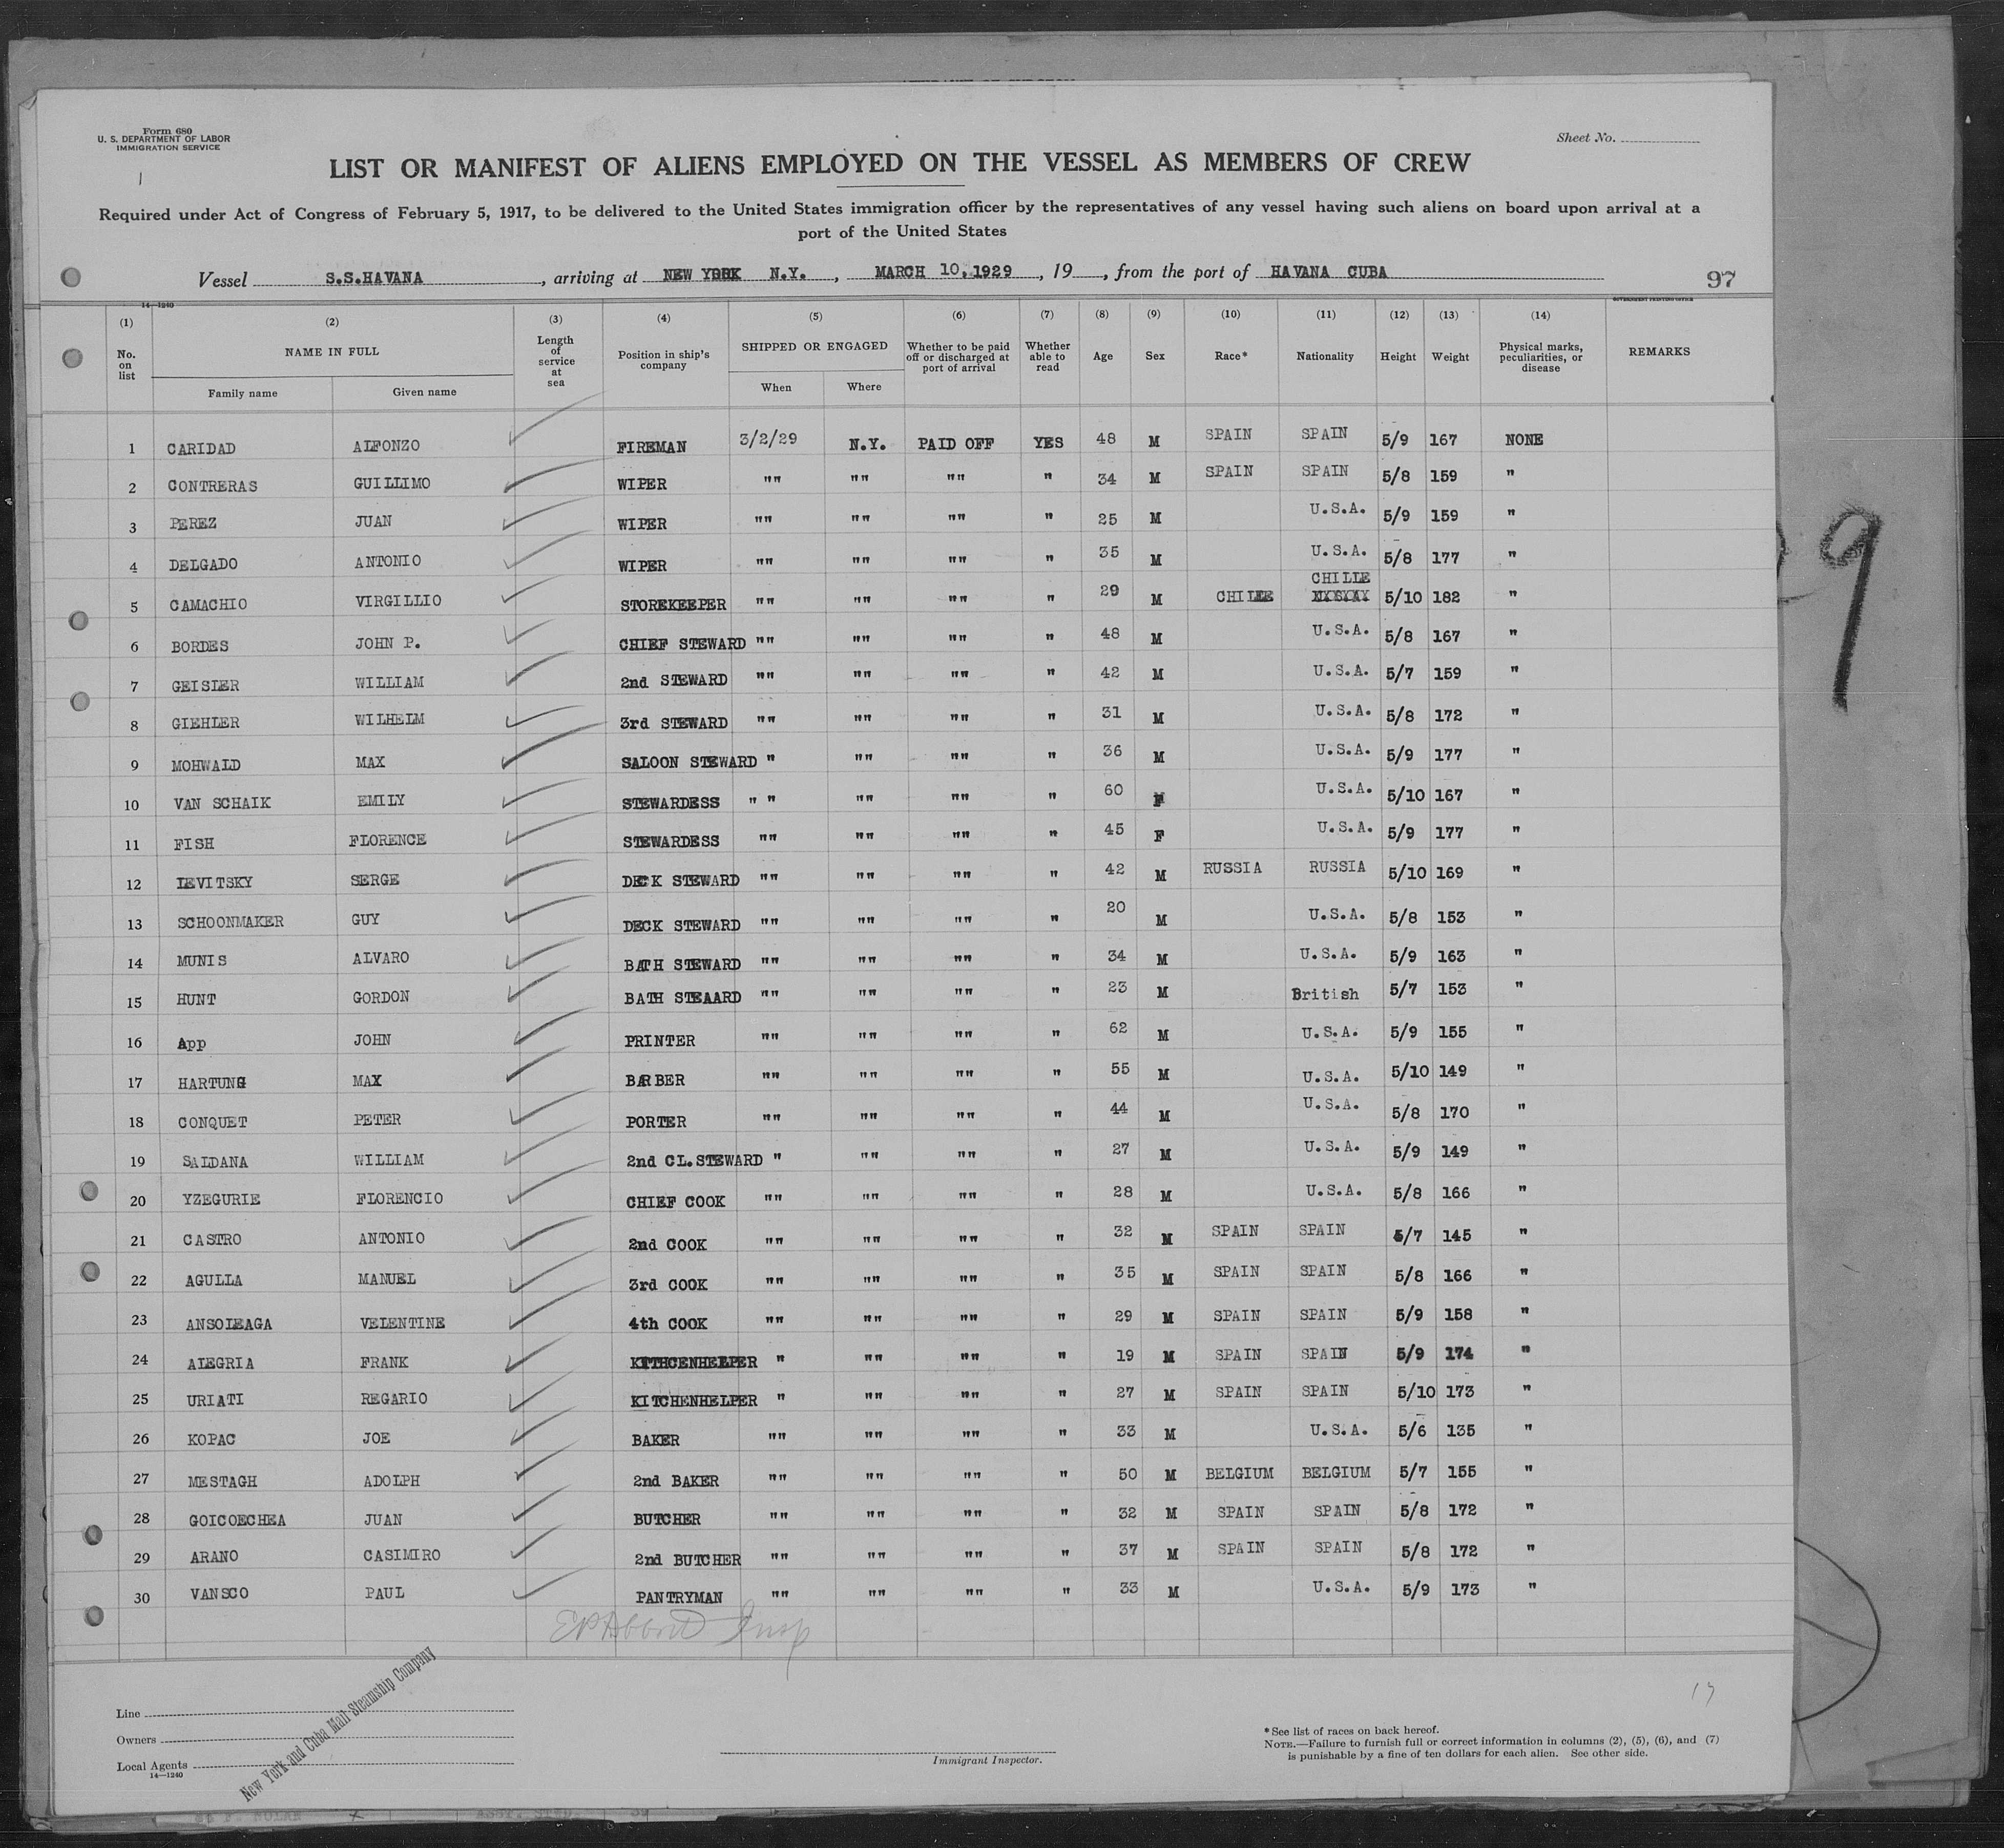 Form 680
U. S. DEPARTMENT OF LABOR
IMMIGRATION SERVICE
Sheet No.
LIST OR MANIFEST OF ALIENS EMPLOYED ON THE VESSEL AS MEMBERS OF CREW
Required under Act of Congress of February 5, 1917, to be delivered to the United States immigration officer by the representatives of any vessel having such aliens on board upon arrival at a
port of the United States
Vessel S.S.HAVANA, arriving at NEW YORK N.Y., MARCH 10, 1929, 19, from the port of HAVANA CUBA
97
14—1240
GOVERNMENT PRINTING OFFICE
(1) (2) (3) (4) (5) (6) (7) (8) (9) (10) (11) (12) (13) (14)
No. on list NAME IN FULL Family name Given name Length of service at sea Position in ship's company SHIPPED OR ENGAGED When Where Whether to be paid off or discharged at port of arrival Whether able to read Age Sex Race* Nationality Height Weight Physical marks, peculiarities, or disease REMARKS
1 CARIDAD ALFONZO FIREMAN 3/2/29 N.Y. PAID OFF YES 48 M SPAIN SPAIN 5/9 167 NONE
2 CONTRERAS GUILLIMO WIPER "" "" "" " 34 M SPAIN SPAIN 5/8 159 "
3 PEREZ JUAN WIPER "" "" "" " 25 M U.S.A. 5/9 159 "
4 DELGADO ANTONIO WIPER "" "" "" " 35 M U.S.A. 5/8 177 "
5 CAMACHIO VIRGILLIO STOREKEEPER "" "" "" " 29 M CHILEE CHILLE 5/10 182 "
6 BORDES JOHN P. CHIEF STEWARD "" "" "" " 48 M U.S.A. 5/8 167 "
7 GEISLER WILLIAM 2nd STEWARD "" "" "" " 42 M U.S.A. 5/7 159 "
8 GIEHLER WILHELM 3rd STEWARD "" "" "" " 31 M U.S.A. 5/8 172 "
9 MOHWALD MAX SALOON STEWARD " "" "" " 36 M U.S.A. 5/9 177 "
10 VAN SCHAIK EMILY STEWARDESS " " "" "" " 60 F U.S.A. 5/10 167 "
11 FISH FLORENCE STEWARDESS "" "" "" " 45 F U.S.A. 5/9 177 "
12 LEVITSKY SERGE DECK STEWARD "" "" "" " 42 M RUSSIA RUSSIA 5/10 169 "
13 SCHOONMAKER GUY DECK STEWARD "" "" "" " 20 M U.S.A. 5/8 153 "
14 MUNIS ALVARO BATH STEWARD "" "" "" " 34 M U.S.A. 5/9 163 "
15 HUNT GORDON BATH STEAARD "" "" "" " 23 M British 5/7 153 "
16 App JOHN PRINTER "" "" "" " 62 M U.S.A. 5/9 155 "
17 HARTUNG MAX BARBER "" "" "" " 55 M U.S.A. 5/10 149 "
18 CONQUET PETER PORTER "" "" "" " 44 M U.S.A. 5/8 170 "
19 SALDANA WILLIAM 2nd CL.STEWARD " "" "" " 27 M U.S.A. 5/9 149 "
20 YZEGURIE FLORENCIO CHIEF COOK "" "" "" " 28 M U.S.A. 5/8 166 "
21 CASTRO ANTONIO 2nd COOK "" "" "" " 32 M SPAIN SPAIN 5/7 145 "
22 AGULLA MANUEL 3rd COOK "" "" "" " 35 M SPAIN SPAIN 5/8 166 "
23 ANSOLEAGA VELENTINE 4th COOK "" "" "" " 29 M SPAIN SPAIN 5/9 158 "
24 ALEGRIA FRANK KITHCENHELPER " "" "" " 19 M SPAIN SPAIN 5/9 174 "
25 URIATI REGARIO KITCHENHELPER " "" "" " 27 M SPAIN SPAIN 5/10 173 "
26 KOPAC JOE BAKER "" "" "" " 33 M U.S.A. 5/6 135 "
27 MESTAGH ADOLPH 2nd BAKER "" "" "" " 50 M BELGIUM BELGIUM 5/7 155 "
28 GOICOECHEA JUAN BUTCHER "" "" "" " 32 M SPAIN SPAIN 5/8 172 "
29 ARANO CASIMIRO 2nd BUTCHER "" "" "" " 37 M SPAIN SPAIN 5/8 172 "
30 VANSCO PAUL PANTRYMAN "" "" "" " 33 M U.S.A. 5/9 173 "
EP Abbott Insp
Line
Owners
Local Agents
14—1240
New York and Cuba Mail Steamship Company
Immigrant Inspector.
17
*See list of races on back hereof.
NOTE.—Failure to furnish full or correct information in columns (2), (5), (6), and (7)
is punishable by a fine of ten dollars for each alien. See other side.
9